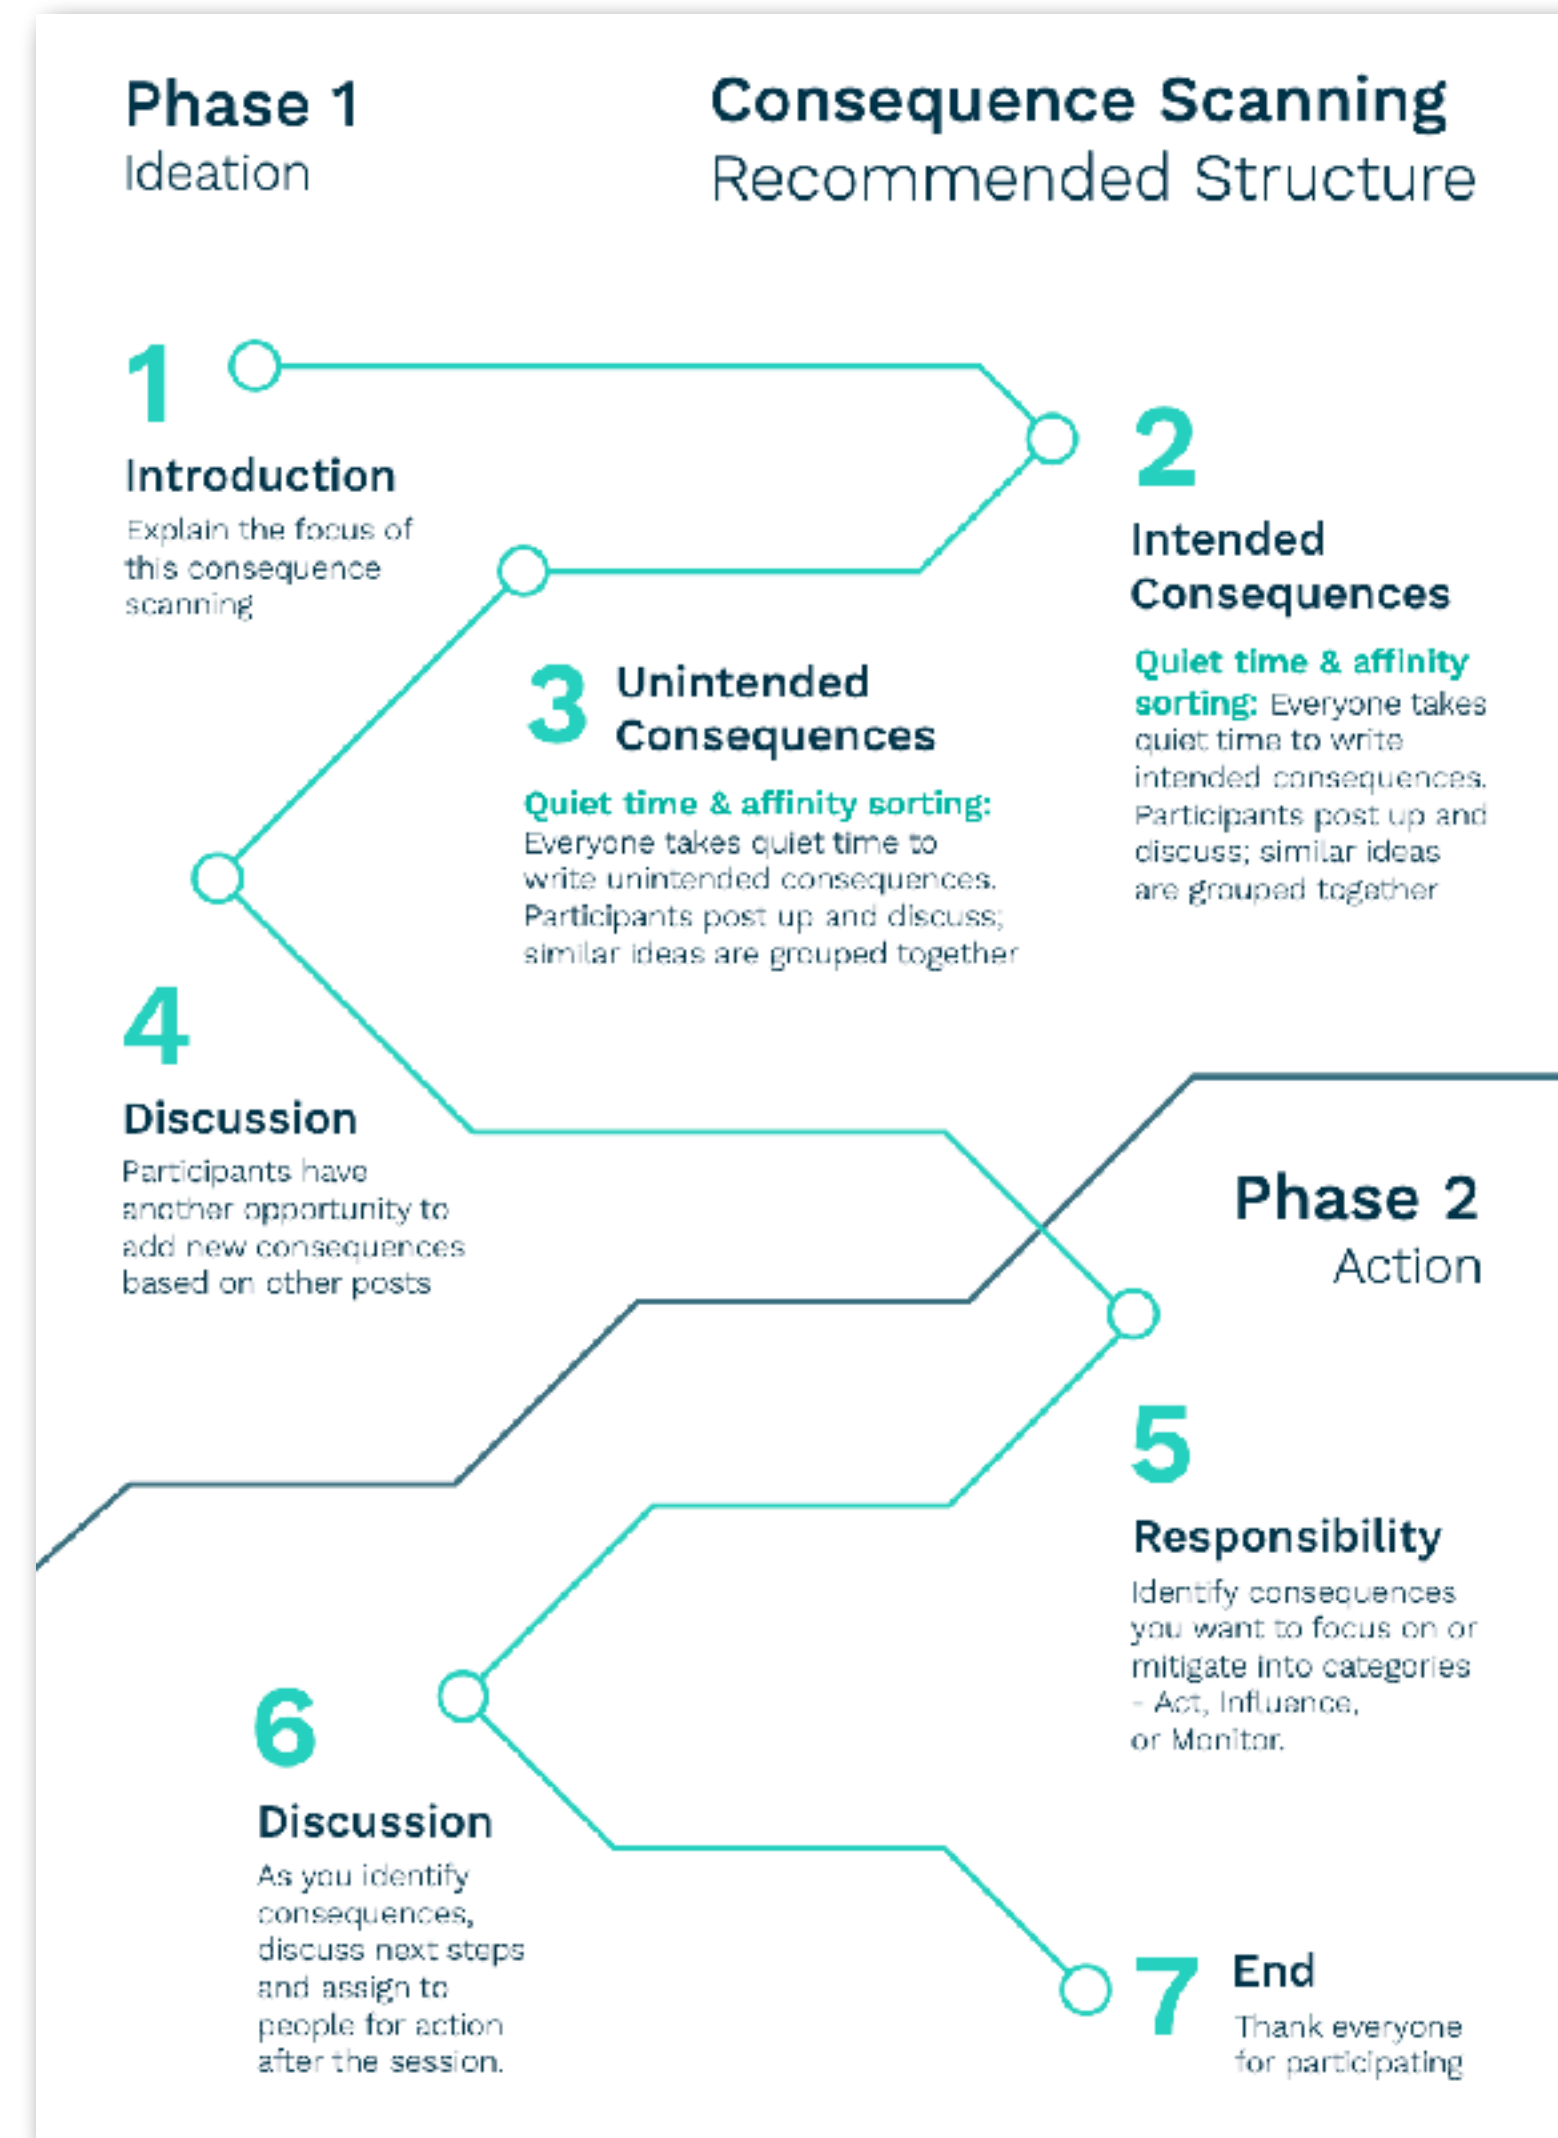 Phase 1
Ideation
Consequence Scanning
Recommended Structure
1
Introduction
Explain the focus of
this consequence
scanning
2
Intended
Consequences
Quiet time & affinity
sorting: Everyone takes
quiet time to write
intended consequences.
Participants post up and
discuss; similar ideas
are grouped together
3
Unintended
Consequences
Quiet time & affinity sorting:
Everyone takes quiet time to
write unintended consequences.
Participants post up and discuss;
similar ideas are grouped together
4
Discussion
Participants have
another opportunity to
add new consequences
based on other posts
Phase 2
Action
5
Responsibility
Identify consequences
you want to focus on or
mitigate into categories
- Act, Influence,
or Monitor.
6
Discussion
As you identify
consequences,
discuss next steps
and assign to
people for action
after the session.
7
End
Thank everyone
for participating